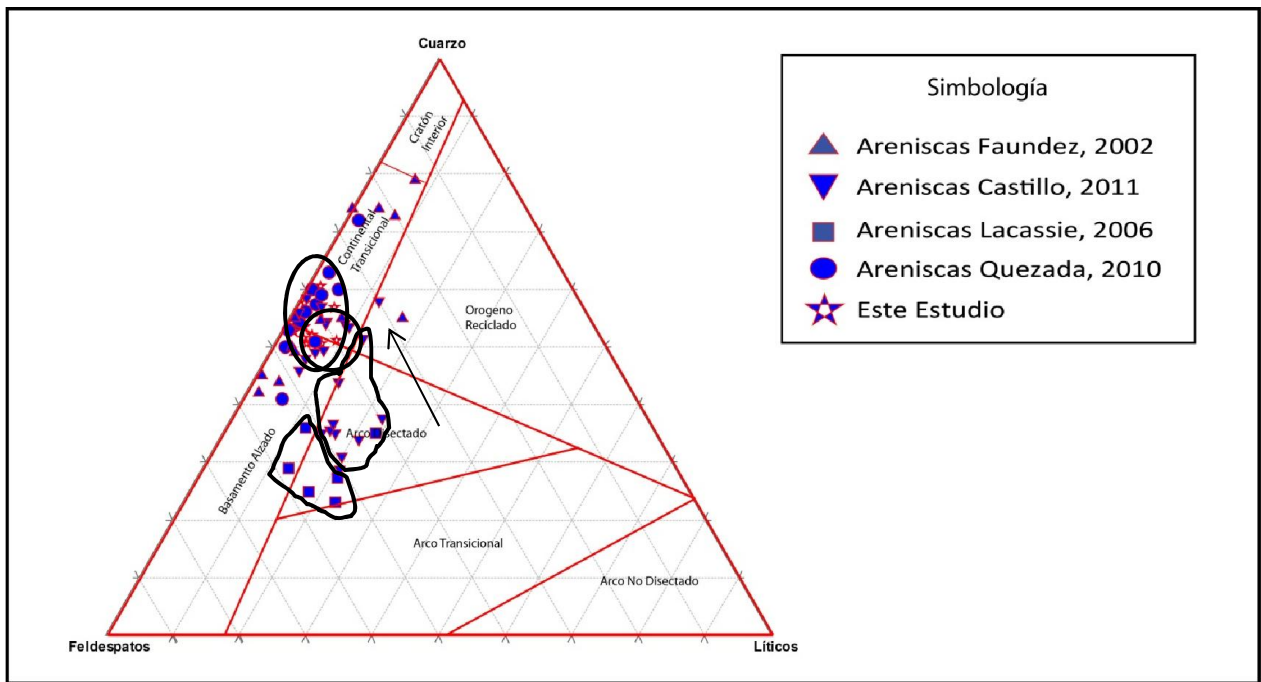 Cuarzo
Cratón
Interior
Continental
Transicional
Orogeno
Reciclado
Arco Disectado
Basamento Alzado
Arco Transicional
Arco No Disectado
Feldespatos
Líticos
Simbología
Areniscas Faundez, 2002
Areniscas Castillo, 2011
Areniscas Lacassie, 2006
Areniscas Quezada, 2010
Este Estudio